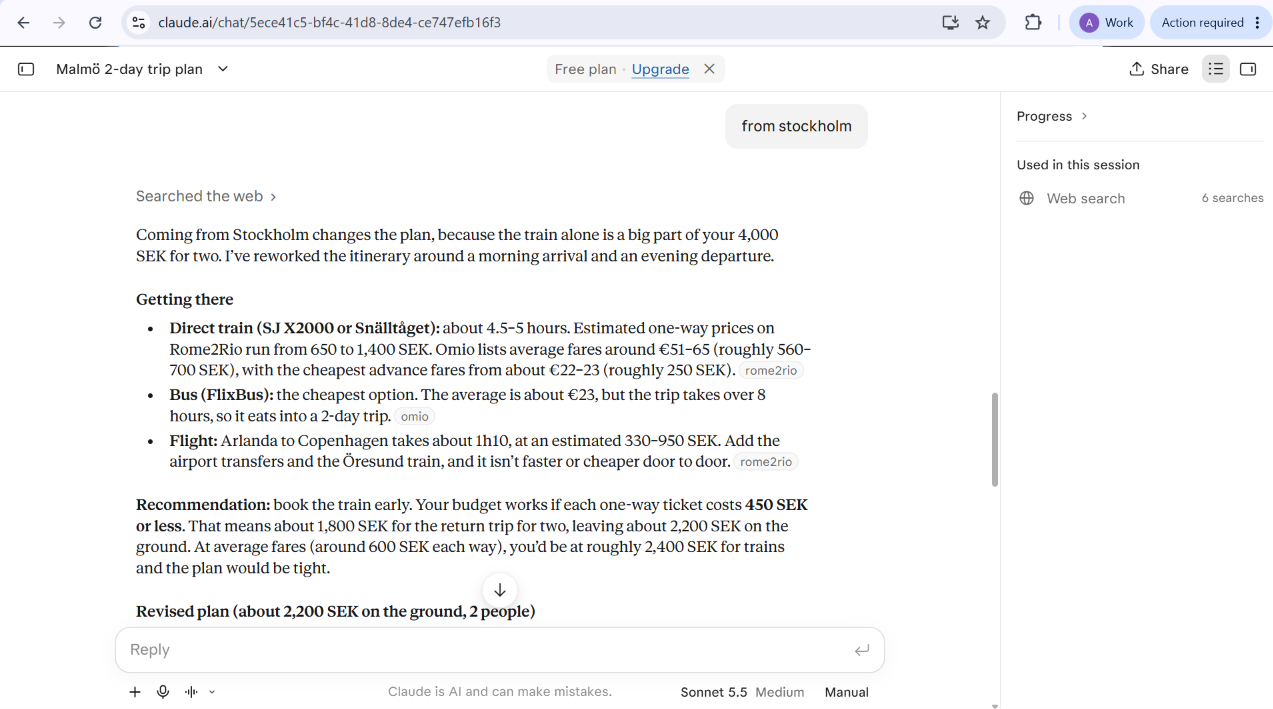 claude.ai/chat/5ece41c5-bf4c-41d8-8de4-ce747efb16f3
A Work
Action required
Malmö 2-day trip plan
Free plan · Upgrade
Share
from stockholm
Searched the web
Coming from Stockholm changes the plan, because the train alone is a big part of your 4,000
SEK for two. I’ve reworked the itinerary around a morning arrival and an evening departure.
Getting there
• Direct train (SJ X2000 or Snälltåget): about 4.5–5 hours. Estimated one-way prices on
Rome2Rio run from 650 to 1,400 SEK. Omio lists average fares around €51–65 (roughly 560–
700 SEK), with the cheapest advance fares from about €22–23 (roughly 250 SEK). rome2rio
• Bus (FlixBus): the cheapest option. The average is about €23, but the trip takes over 8
hours, so it eats into a 2-day trip. omio
• Flight: Arlanda to Copenhagen takes about 1h10, at an estimated 330–950 SEK. Add the
airport transfers and the Öresund train, and it isn’t faster or cheaper door to door. rome2rio
Recommendation: book the train early. Your budget works if each one-way ticket costs 450 SEK
or less. That means about 1,800 SEK for the return trip for two, leaving about 2,200 SEK on the
ground. At average fares (around 600 SEK each way), you’d be at roughly 2,400 SEK for trains
and the plan would be tight.
Revised plan (about 2,200 SEK on the ground, 2 people)
Reply
Claude is AI and can make mistakes.
Sonnet 5.5 Medium
Manual
Progress
Used in this session
Web search
6 searches